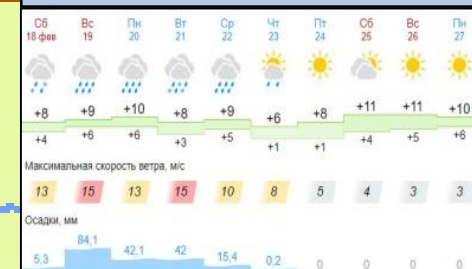 Сб Вс Пн Вт Ср Чт Пт Сб Вс Пн
18 фев 19 20 21 22 23 24 25 26 27
+8 +9 +10 +8 +9 +6 +8 +11 +11 +10
+4 +6 +6 +3 +5 +1 +1 +4 +5 +6
Максимальная скорость ветра, м/с
13 15 13 15 10 8 5 4 3 3
Осадки, мм
5,3 84,1 42,1 42 15,4 0,2 0 0 0 0